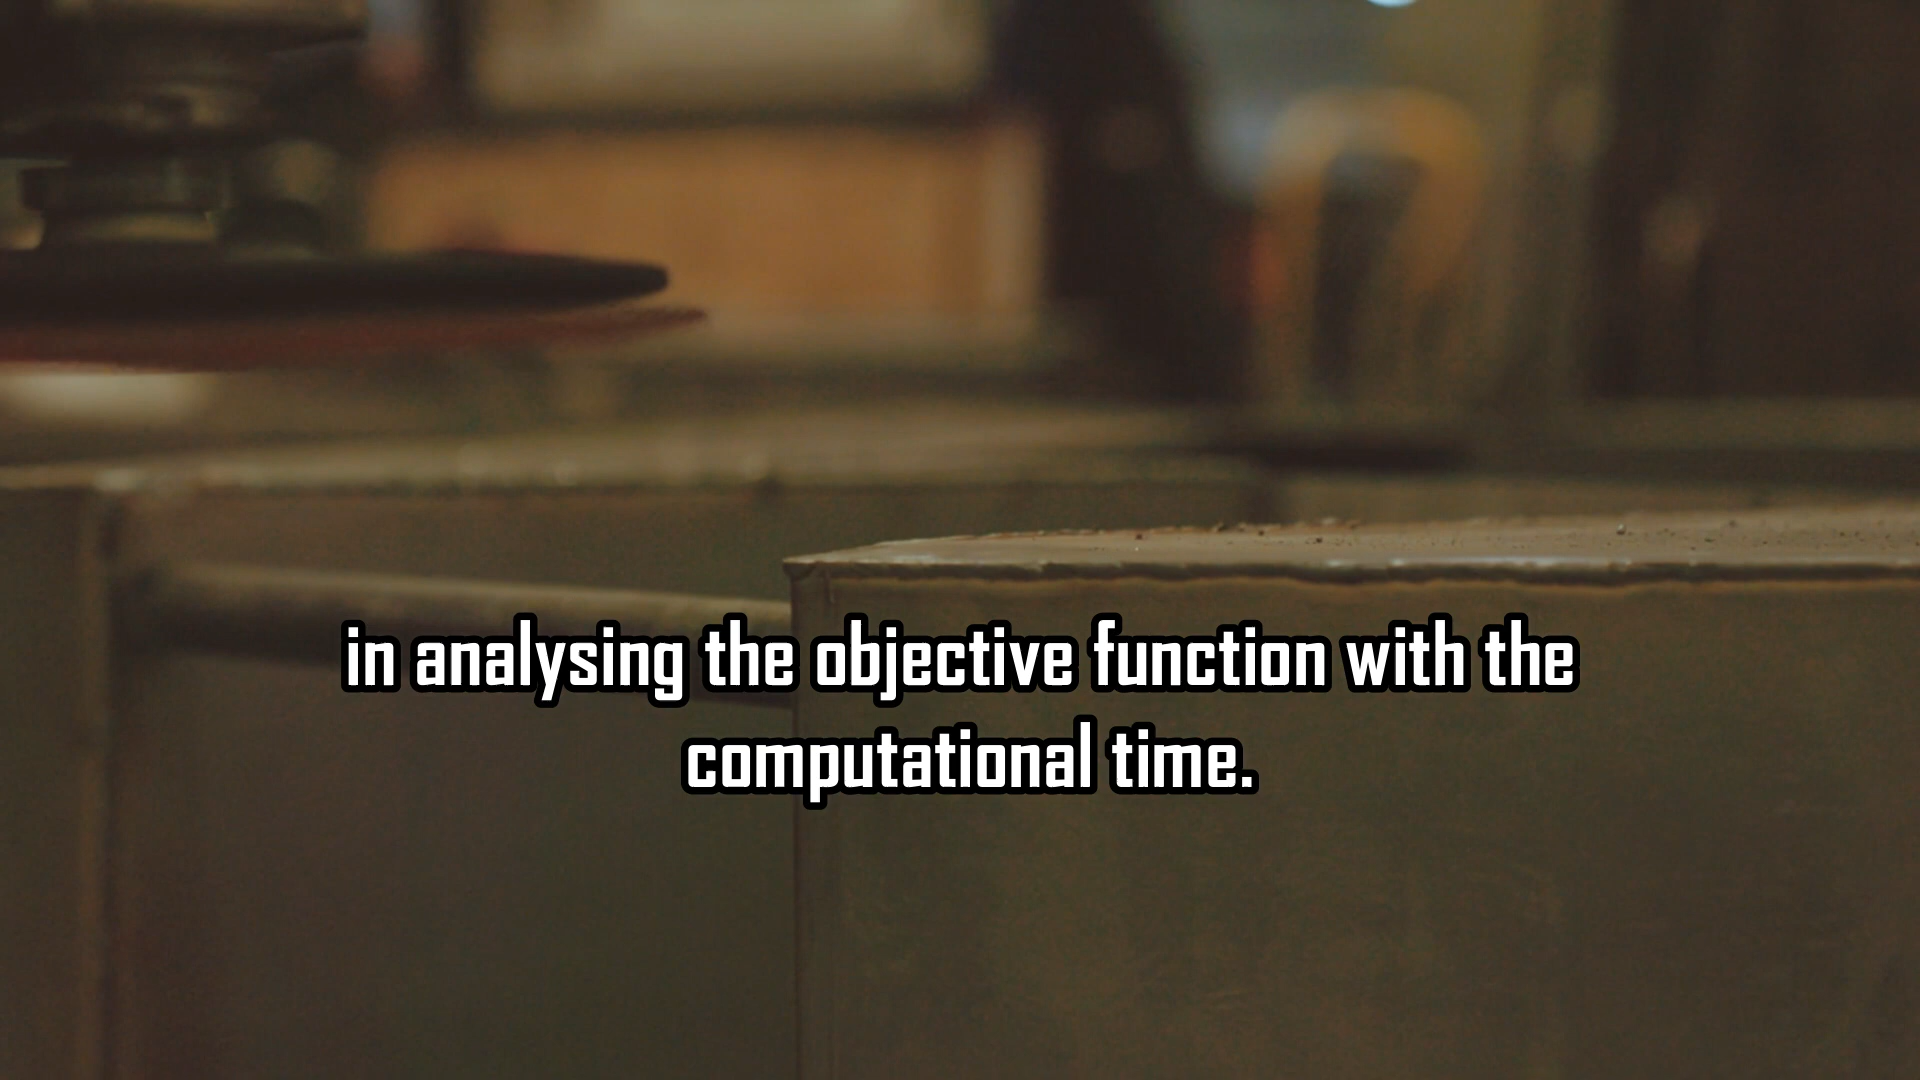 in analysing the objective function with the
computational time.